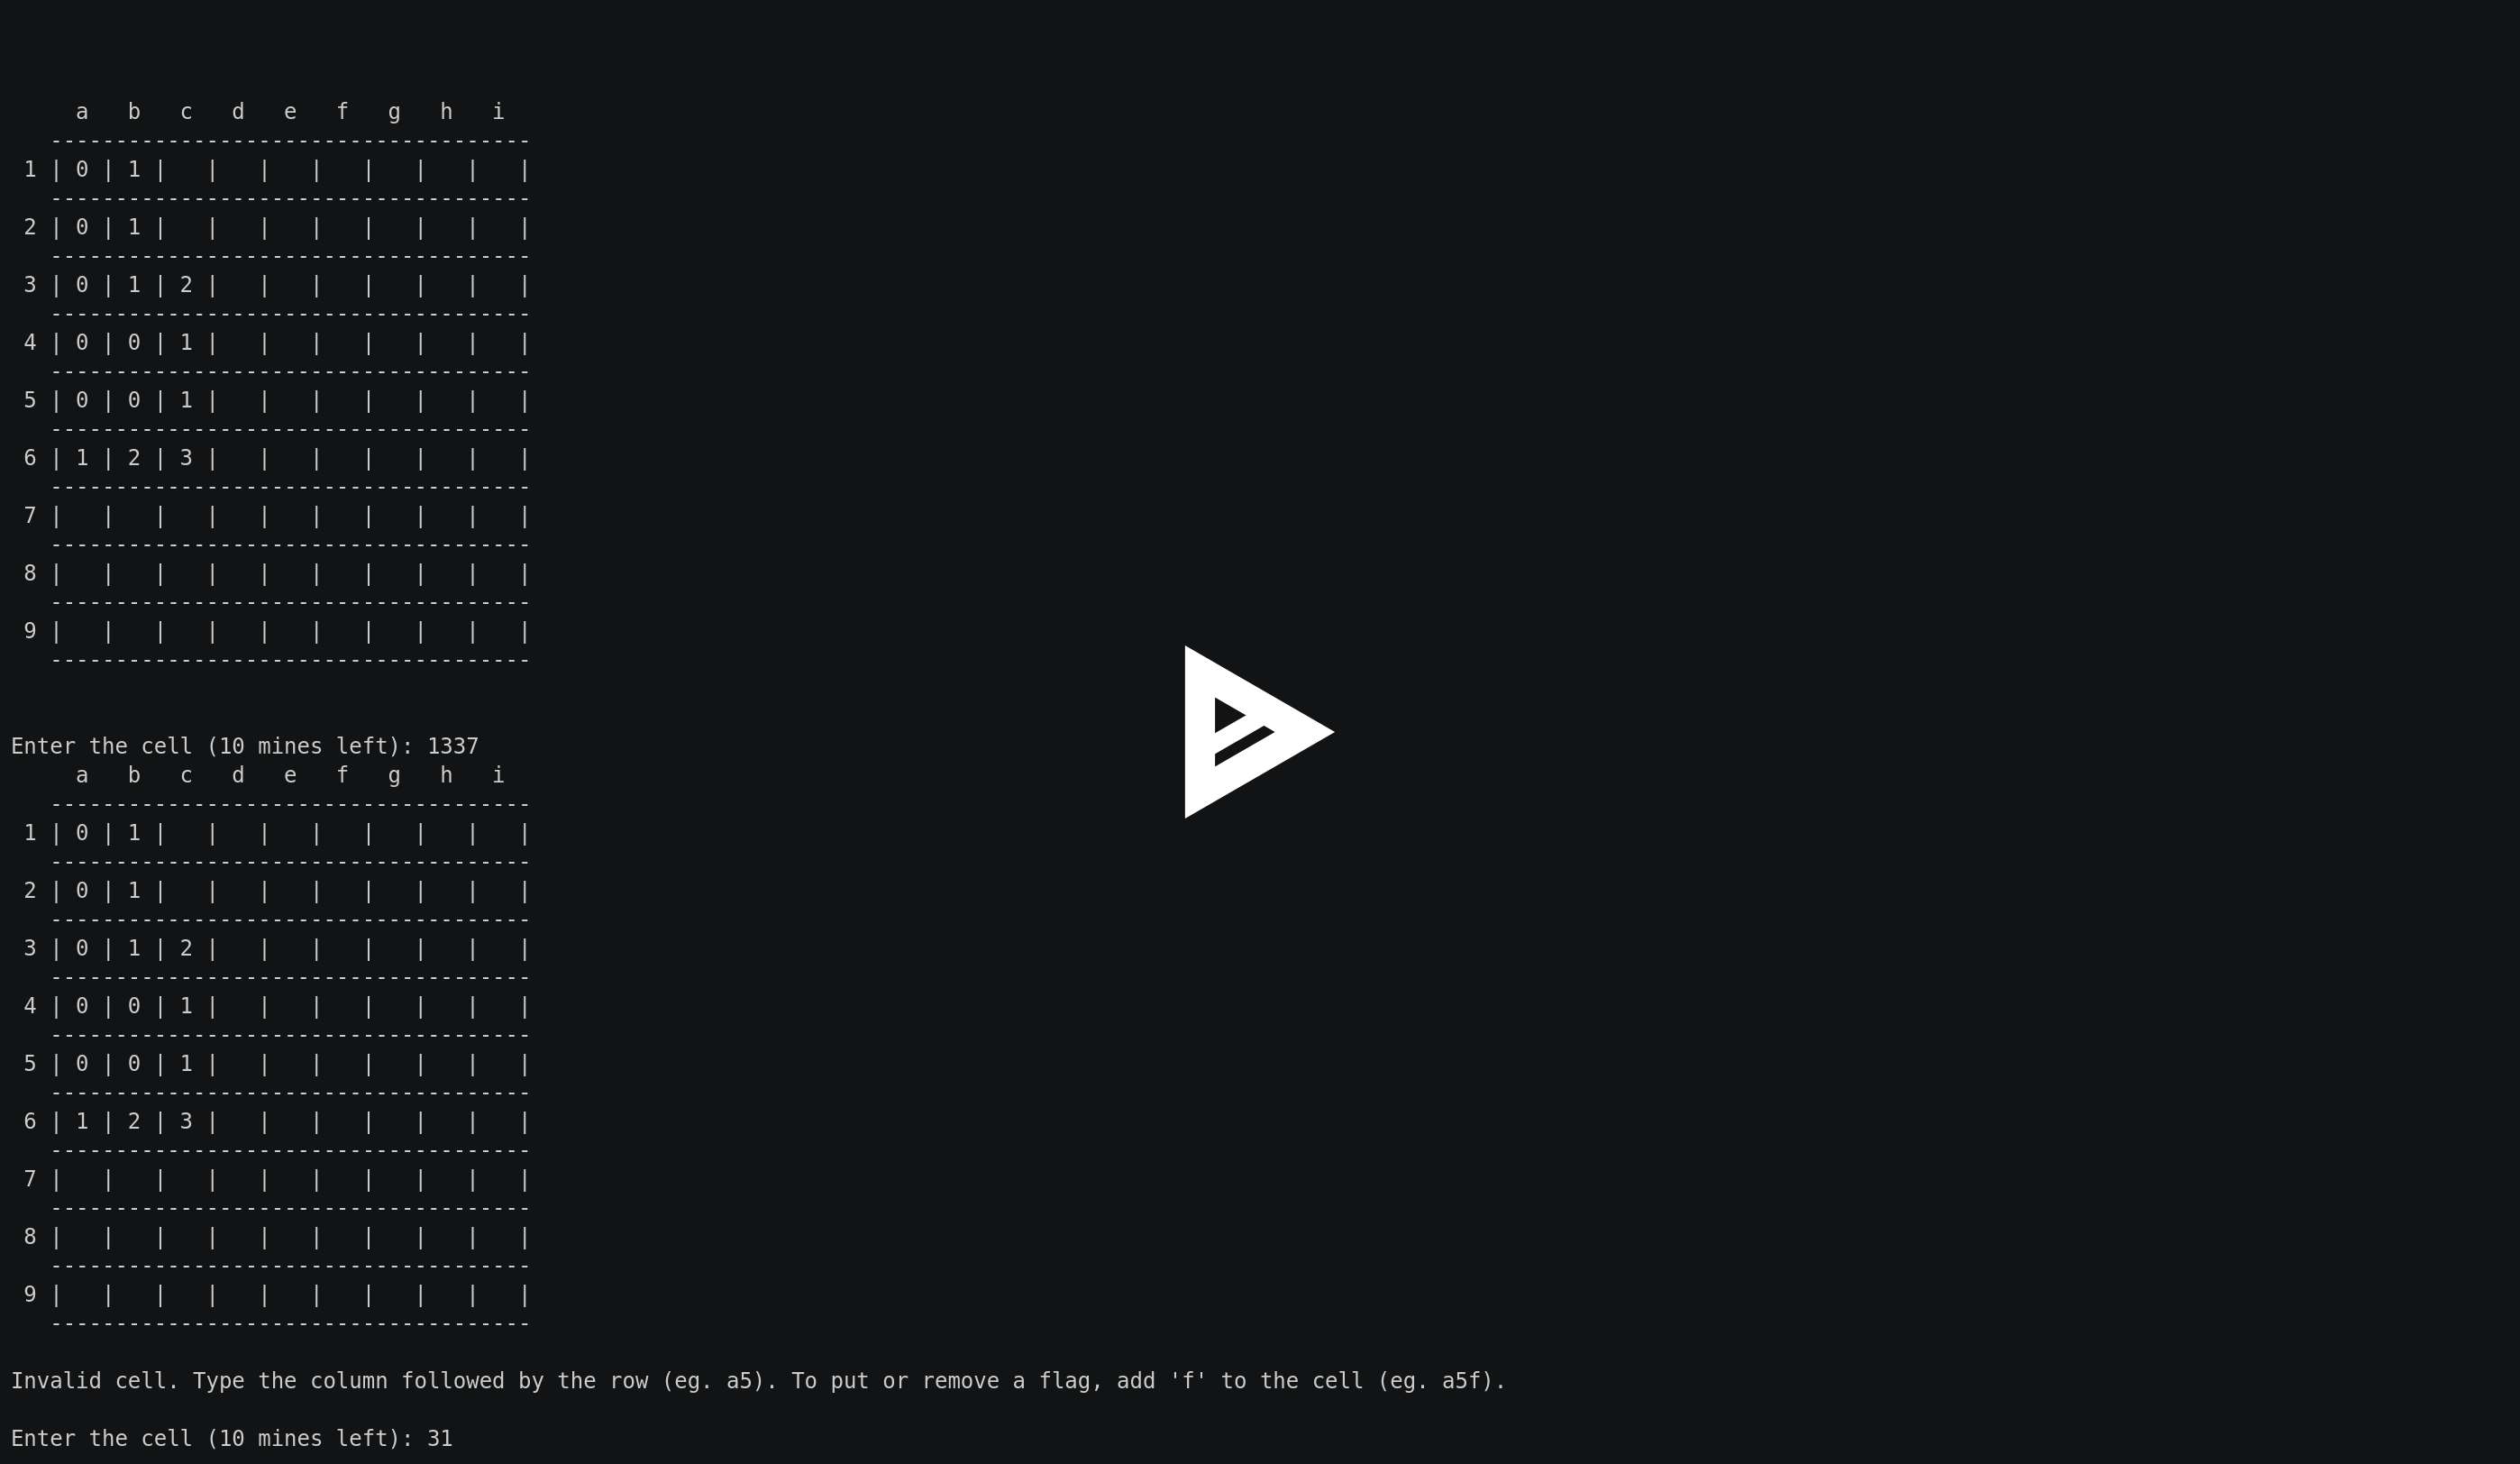 a   b   c   d   e   f   g   h   i
   -------------------------------------
 1 | 0 | 1 |   |   |   |   |   |   |   |
   -------------------------------------
 2 | 0 | 1 |   |   |   |   |   |   |   |
   -------------------------------------
 3 | 0 | 1 | 2 |   |   |   |   |   |   |
   -------------------------------------
 4 | 0 | 0 | 1 |   |   |   |   |   |   |
   -------------------------------------
 5 | 0 | 0 | 1 |   |   |   |   |   |   |
   -------------------------------------
 6 | 1 | 2 | 3 |   |   |   |   |   |   |
   -------------------------------------
 7 |   |   |   |   |   |   |   |   |   |
   -------------------------------------
 8 |   |   |   |   |   |   |   |   |   |
   -------------------------------------
 9 |   |   |   |   |   |   |   |   |   |
   -------------------------------------
Enter the cell (10 mines left): 1337
     a   b   c   d   e   f   g   h   i
   -------------------------------------
 1 | 0 | 1 |   |   |   |   |   |   |   |
   -------------------------------------
 2 | 0 | 1 |   |   |   |   |   |   |   |
   -------------------------------------
 3 | 0 | 1 | 2 |   |   |   |   |   |   |
   -------------------------------------
 4 | 0 | 0 | 1 |   |   |   |   |   |   |
   -------------------------------------
 5 | 0 | 0 | 1 |   |   |   |   |   |   |
   -------------------------------------
 6 | 1 | 2 | 3 |   |   |   |   |   |   |
   -------------------------------------
 7 |   |   |   |   |   |   |   |   |   |
   -------------------------------------
 8 |   |   |   |   |   |   |   |   |   |
   -------------------------------------
 9 |   |   |   |   |   |   |   |   |   |
   -------------------------------------
Invalid cell. Type the column followed by the row (eg. a5). To put or remove a flag, add 'f' to the cell (eg. a5f).
Enter the cell (10 mines left): 31